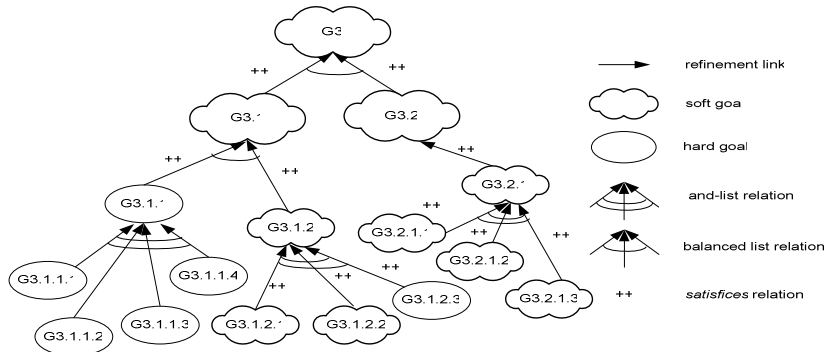 G3
++
++
G3.1
G3.2
++
++
++
G3.1.1
G3.1.2
G3.2.1
++
++
++
G3.2.1.1
G3.2.1.2
G3.2.1.3
G3.1.1.1
G3.1.1.2
G3.1.1.3
G3.1.1.4
++
++
++
G3.1.2.1
G3.1.2.2
G3.1.2.3
refinement link
soft goa
hard goal
and-list relation
balanced list relation
++
satisfices relation